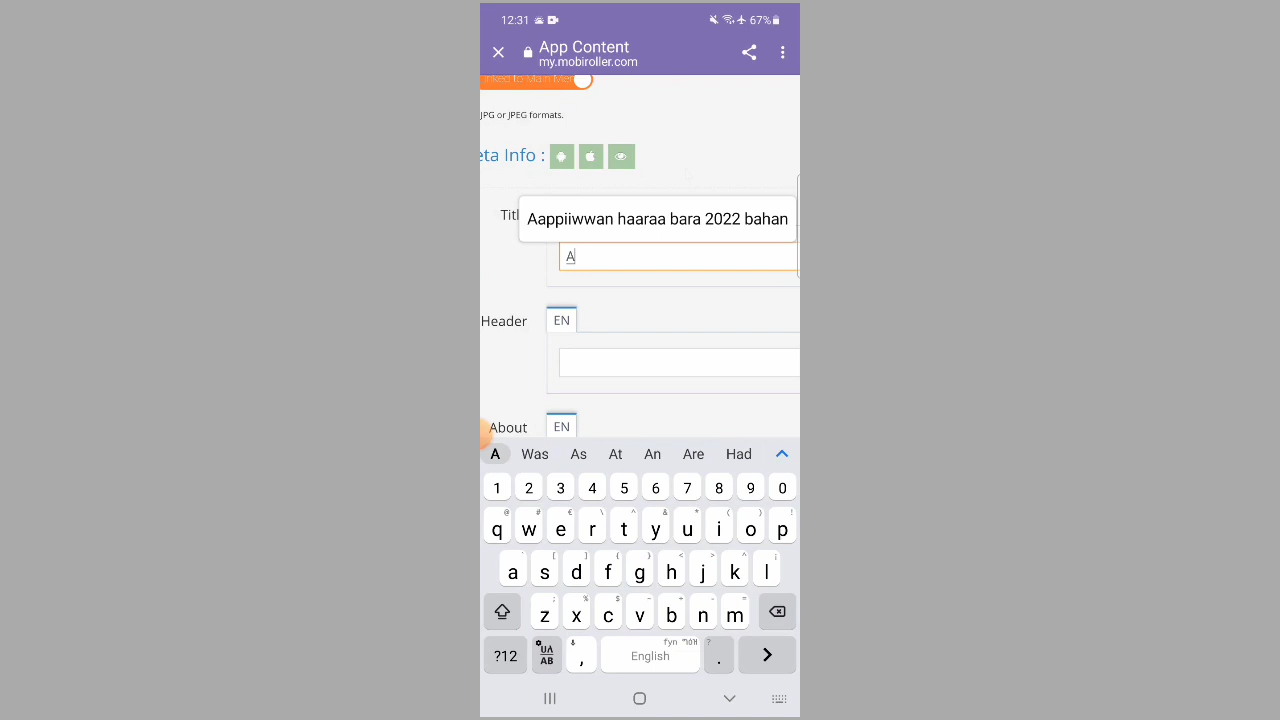 12:31 67%
App Content
my.mobiroller.com
JPG or JPEG formats.
eta Info :
Titl
Aappiiwwan haaraa bara 2022 bahan
A
Header EN
About EN
A Was As At An Are Had
1 2 3 4 5 6 7 8 9 0
@ # € \ ^ & * ( ) !
q w e r t y u i o p
a s d f g h j k l
z x c v b n m
?12 , English . ?